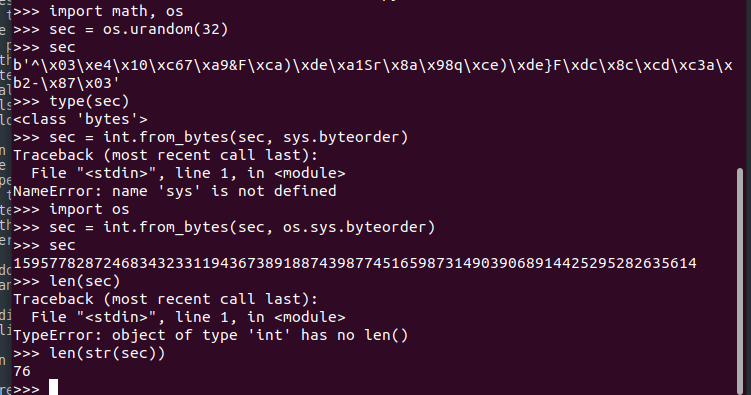 >>> import math, os
>>> sec = os.urandom(32)
>>> sec
b'^\x03\xe4\x10\xc67\xa9&F\xca)\xde\xa1Sr\x8a\x98q\xce)\xde}F\xdc\x8c\xcd\xc3a\x
b2-\x87\x03'
>>> type(sec)
<class 'bytes'>
>>> sec = int.from_bytes(sec, sys.byteorder)
Traceback (most recent call last):
  File "<stdin>", line 1, in <module>
NameError: name 'sys' is not defined
>>> import os
>>> sec = int.from_bytes(sec, os.sys.byteorder)
>>> sec
1595778287246834323311943673891887439877451659873149039068914425295282635614
>>> len(sec)
Traceback (most recent call last):
  File "<stdin>", line 1, in <module>
TypeError: object of type 'int' has no len()
>>> len(str(sec))
76
>>>